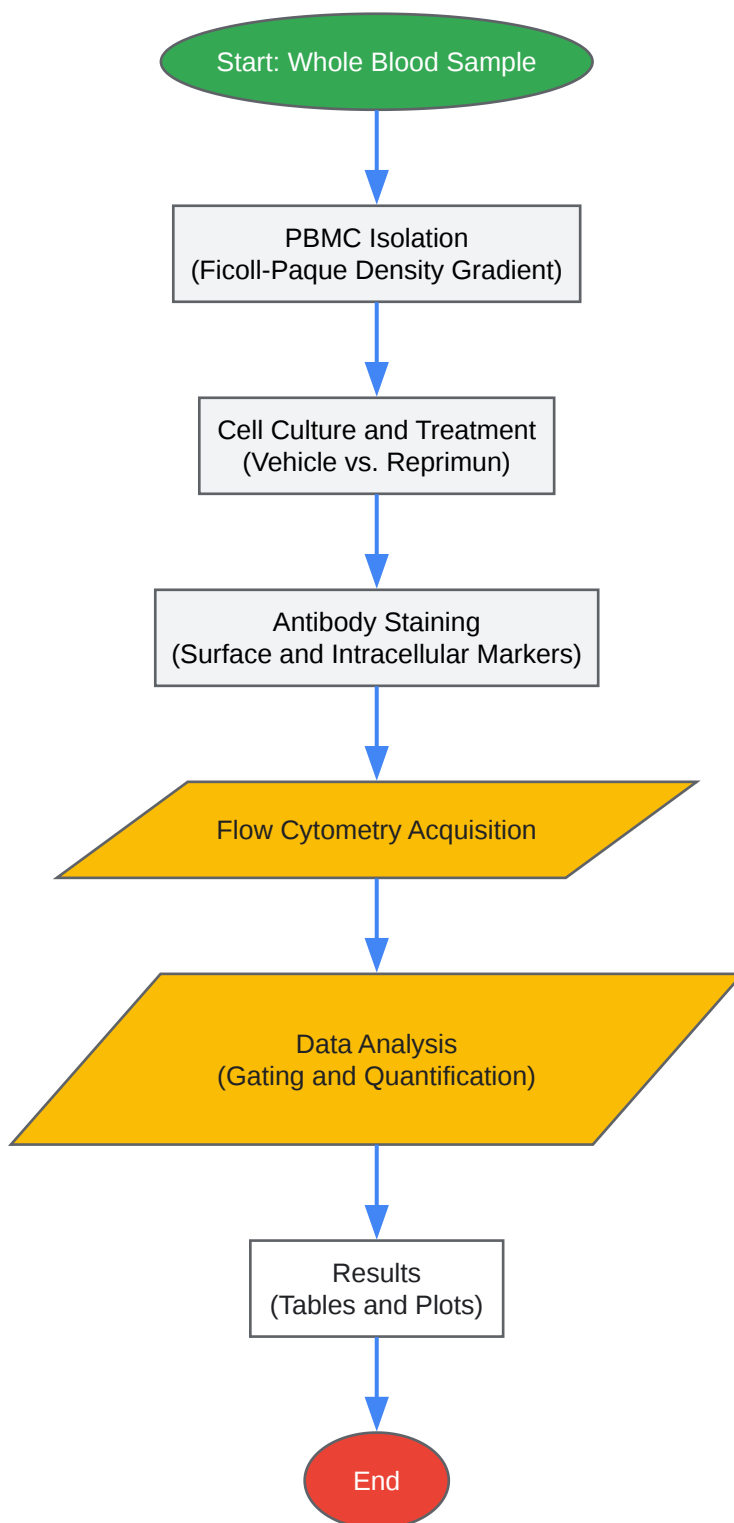 Start: Whole Blood Sample
PBMC Isolation
(Ficoll-Paque Density Gradient)
Cell Culture and Treatment
(Vehicle vs. Reprimun)
Antibody Staining
(Surface and Intracellular Markers)
Flow Cytometry Acquisition
Data Analysis
(Gating and Quantification)
Results
(Tables and Plots)
End